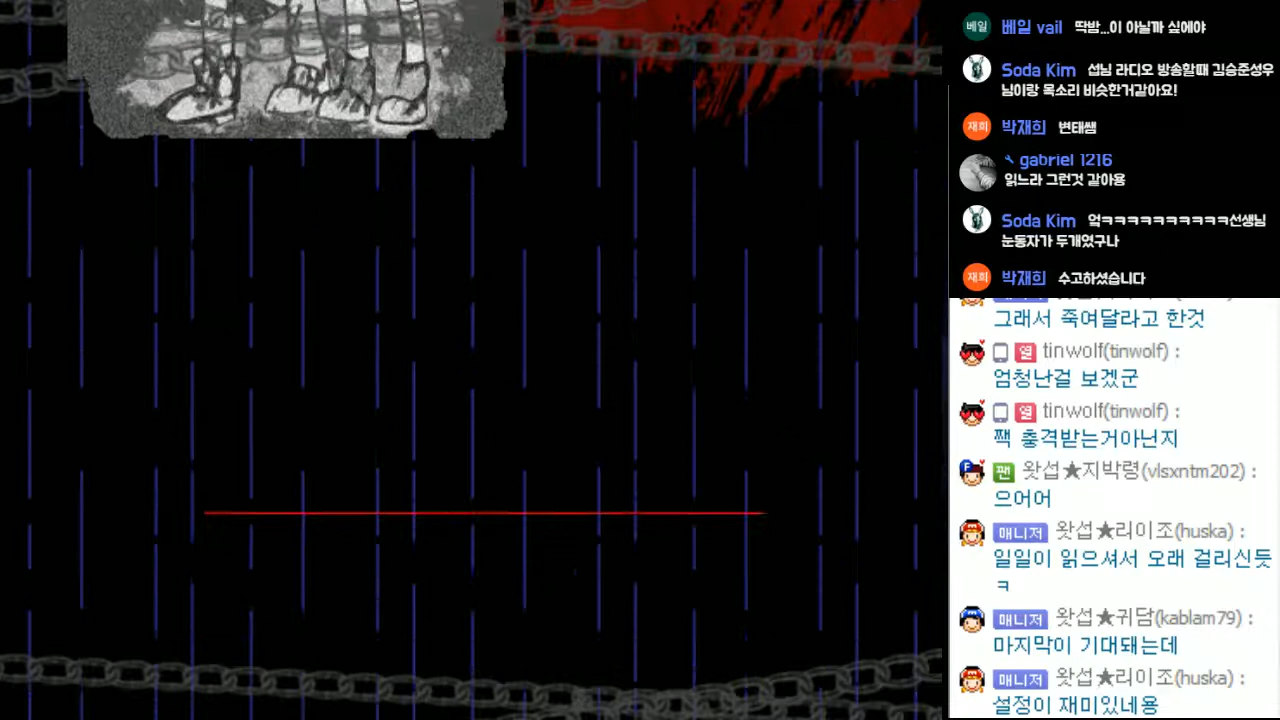 베일 vail 딱밤...이 아닐까 싶에야
Soda Kim 섭님 라디오 방송할때 김승준성우
님이랑 목소리 비슷한거같아요!
재희 박재희 변태쌤
gabriel 1216
읽느라 그런것 같아용
Soda Kim 엌ㅋㅋㅋㅋㅋㅋㅋㅋㅋㅋ선생님
눈동자가 두개였구나
재희 박재희 수고하셨습니다
그래서 죽여달라고 한것
열 tinwolf(tinwolf) :
엄청난걸 보겠군
열 tinwolf(tinwolf) :
짹 충격받는거아닌지
팬 왓섭★지박령(vlsxntm202) :
으어어
매니저 왓섭★리이조(huska) :
일일이 읽으셔서 오래 걸리신듯
ㅋ
매니저 왓섭★귀담(kablam79) :
마지막이 기대돼는데
매니저 왓섭★리이조(huska) :
설정이 재미있네용